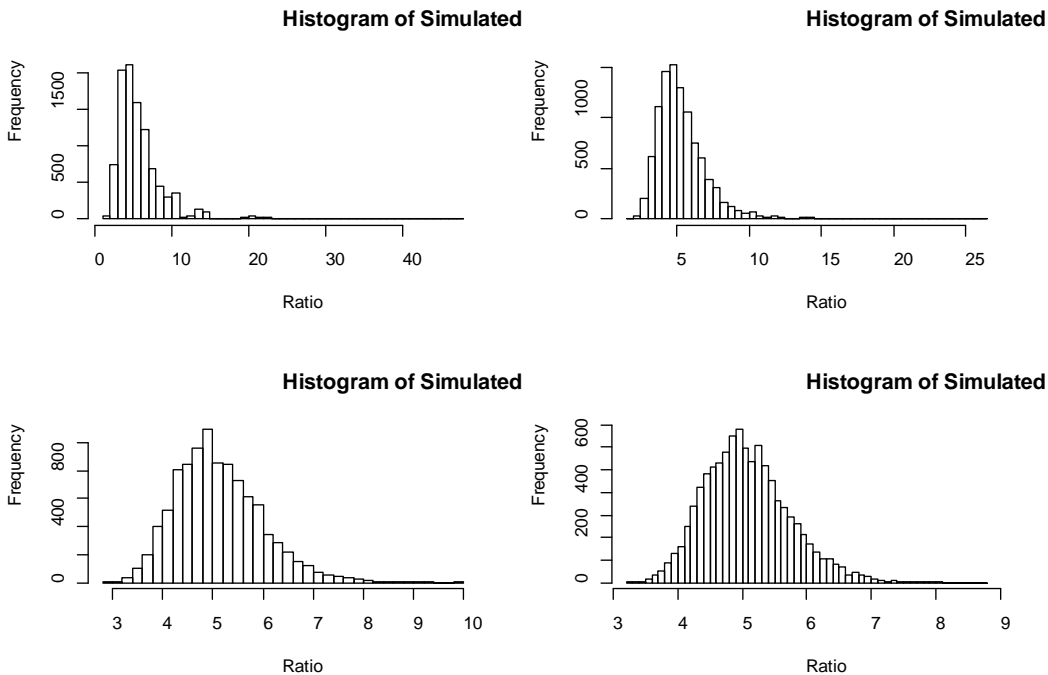 Histogram of Simulated
Frequency
0 500 1500
0 10 20 30 40
Ratio
Histogram of Simulated
Frequency
0 500 1000
5 10 15 20 25
Ratio
Histogram of Simulated
Frequency
0 400 800
3 4 5 6 7 8 9 10
Ratio
Histogram of Simulated
Frequency
0 200 400 600
3 4 5 6 7 8 9
Ratio